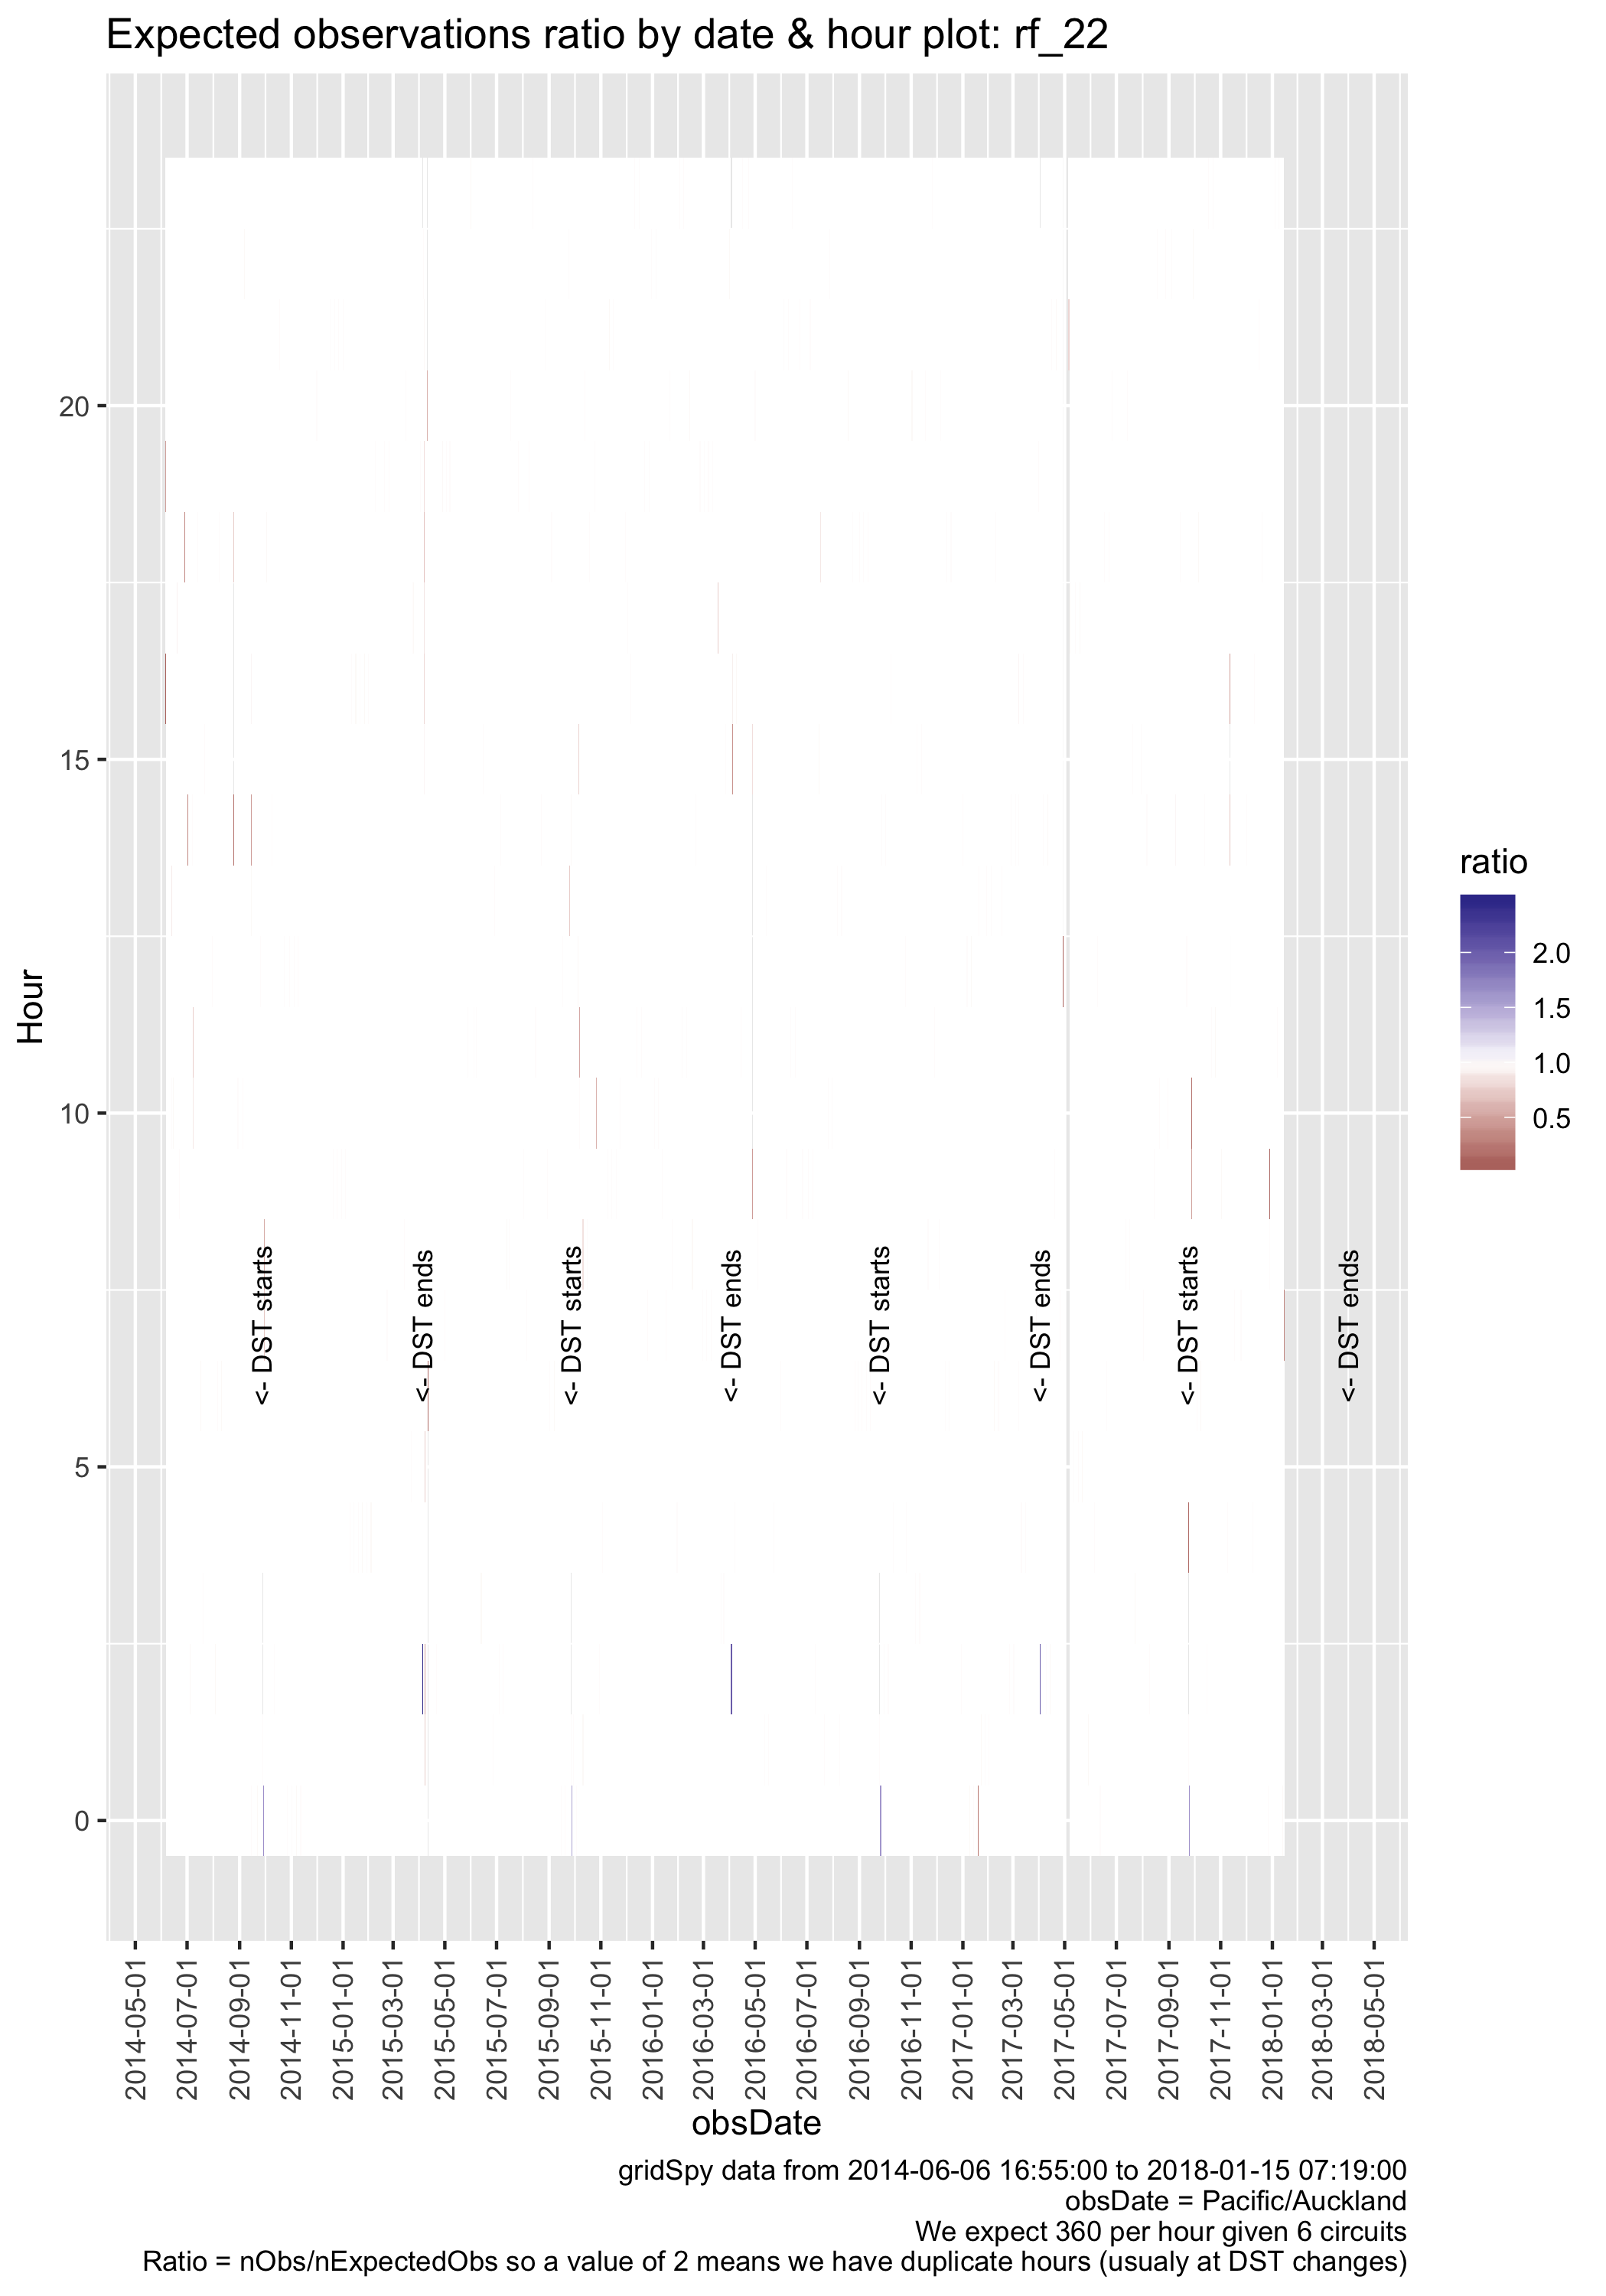 Expected observations ratio by date & hour plot: rf_22
Hour
20
15
10
5
0
<- DST starts
<- DST ends
<- DST starts
<- DST ends
<- DST starts
<- DST ends
<- DST starts
<- DST ends
ratio
2.0
1.5
1.0
0.5
2014-05-01
2014-07-01
2014-09-01
2014-11-01
2015-01-01
2015-03-01
2015-05-01
2015-07-01
2015-09-01
2015-11-01
2016-01-01
2016-03-01
2016-05-01
2016-07-01
2016-09-01
2016-11-01
2017-01-01
2017-03-01
2017-05-01
2017-07-01
2017-09-01
2017-11-01
2018-01-01
2018-03-01
2018-05-01
obsDate
gridSpy data from 2014-06-06 16:55:00 to 2018-01-15 07:19:00
obsDate = Pacific/Auckland
We expect 360 per hour given 6 circuits
Ratio = nObs/nExpectedObs so a value of 2 means we have duplicate hours (usualy at DST changes)